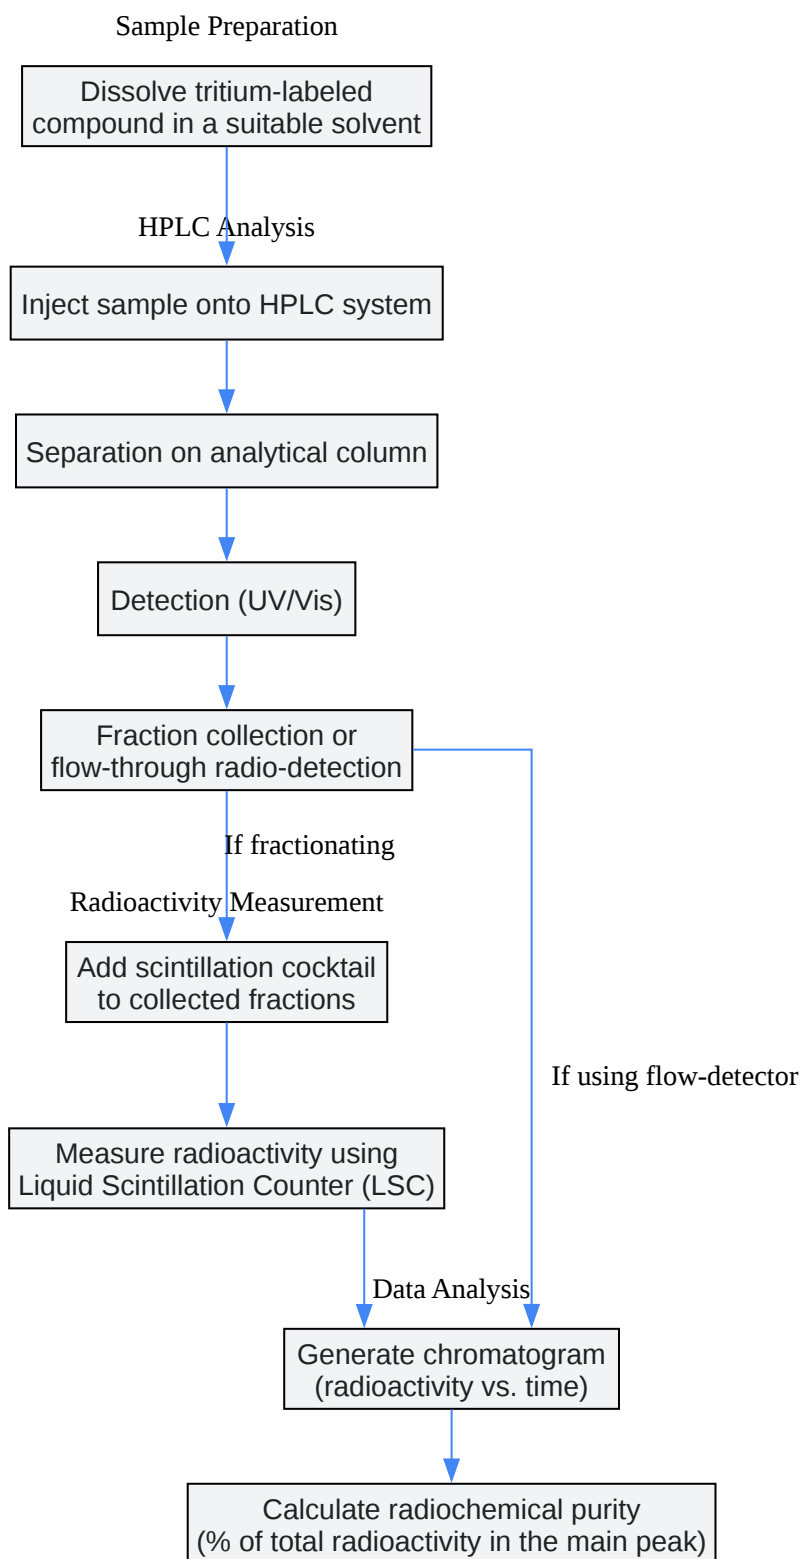 Sample Preparation
Dissolve tritium-labeled
compound in a suitable solvent
HPLC Analysis
Inject sample onto HPLC system
Separation on analytical column
Detection (UV/Vis)
Fraction collection or
flow-through radio-detection
If fractionating
Radioactivity Measurement
Add scintillation cocktail
to collected fractions
If using flow-detector
Measure radioactivity using
Liquid Scintillation Counter (LSC)
Data Analysis
Generate chromatogram
(radioactivity vs. time)
Calculate radiochemical purity
(% of total radioactivity in the main peak)